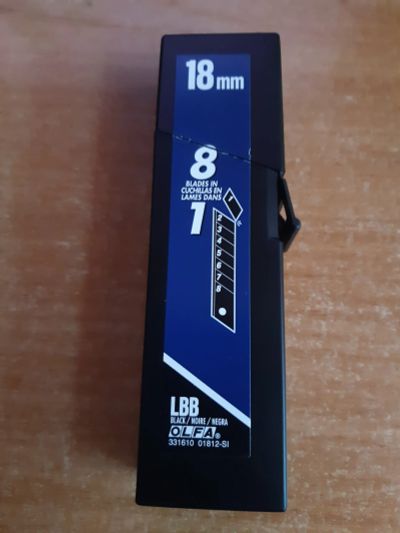 18mm
8
BLADES IN
CUCHILLAS EN
LAMES DANS
1
1
2
3
4
5
6
7
8
LBB
BLACK/NOIRE/NEGRA
OLFA®
331610 01812-SI